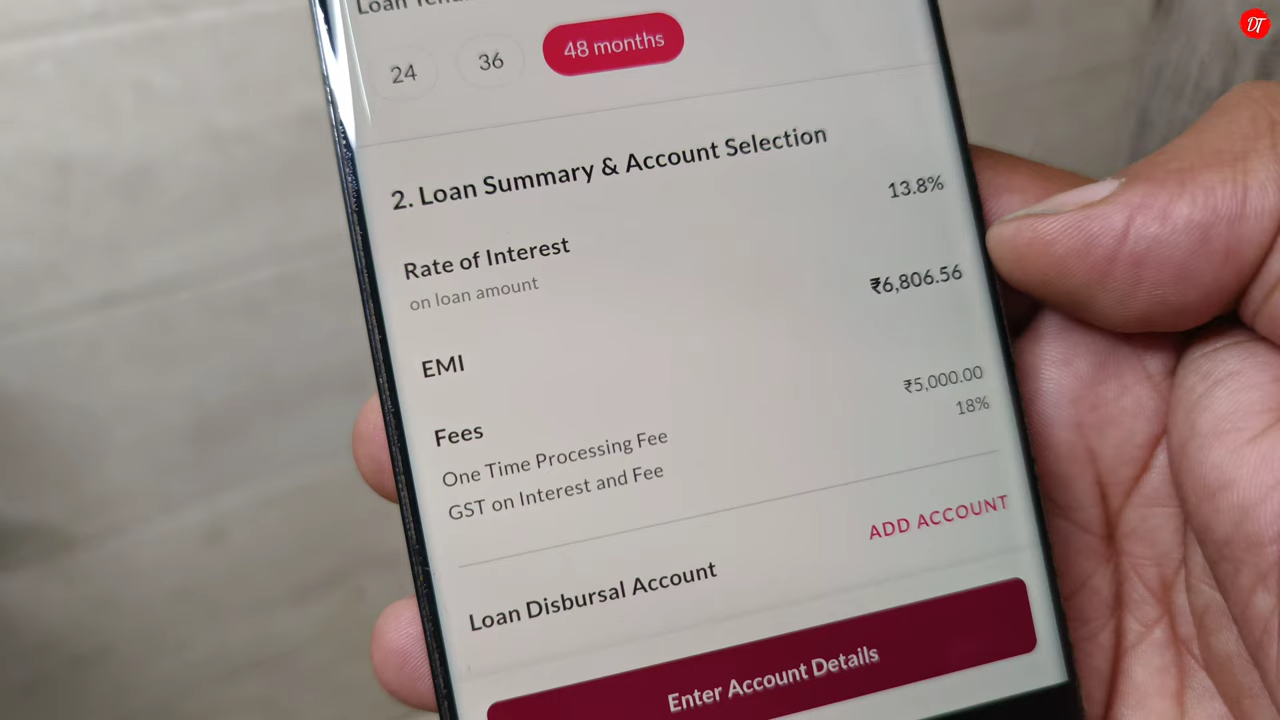 DT
Loan
24 36 48 months
2. Loan Summary & Account Selection
Rate of Interest 13.8%
on loan amount
EMI ₹6,806.56
Fees
One Time Processing Fee ₹5,000.00
GST on Interest and Fee 18%
Loan Disbursal Account ADD ACCOUNT
Enter Account Details